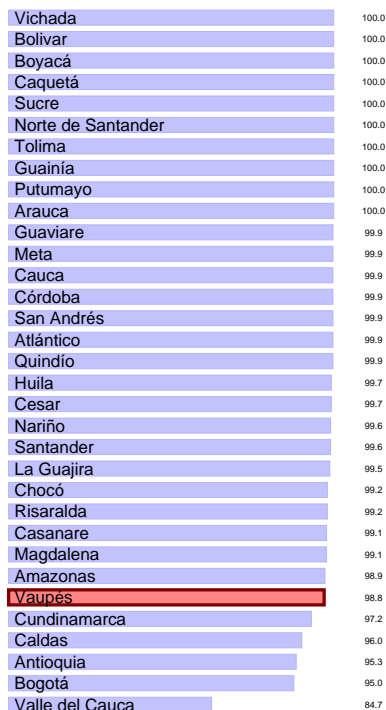 Vichada 100.0
Bolivar 100.0
Boyacá 100.0
Caquetá 100.0
Sucre 100.0
Norte de Santander 100.0
Tolima 100.0
Guainía 100.0
Putumayo 100.0
Arauca 100.0
Guaviare 99.9
Meta 99.9
Cauca 99.9
Córdoba 99.9
San Andrés 99.9
Atlántico 99.9
Quindío 99.9
Huila 99.7
Cesar 99.7
Nariño 99.6
Santander 99.6
La Guajira 99.5
Chocó 99.2
Risaralda 99.2
Casanare 99.1
Magdalena 99.1
Amazonas 98.9
Vaupés 98.8
Cundinamarca 97.2
Caldas 96.0
Antioquia 95.3
Bogotá 95.0
Valle del Cauca 84.7